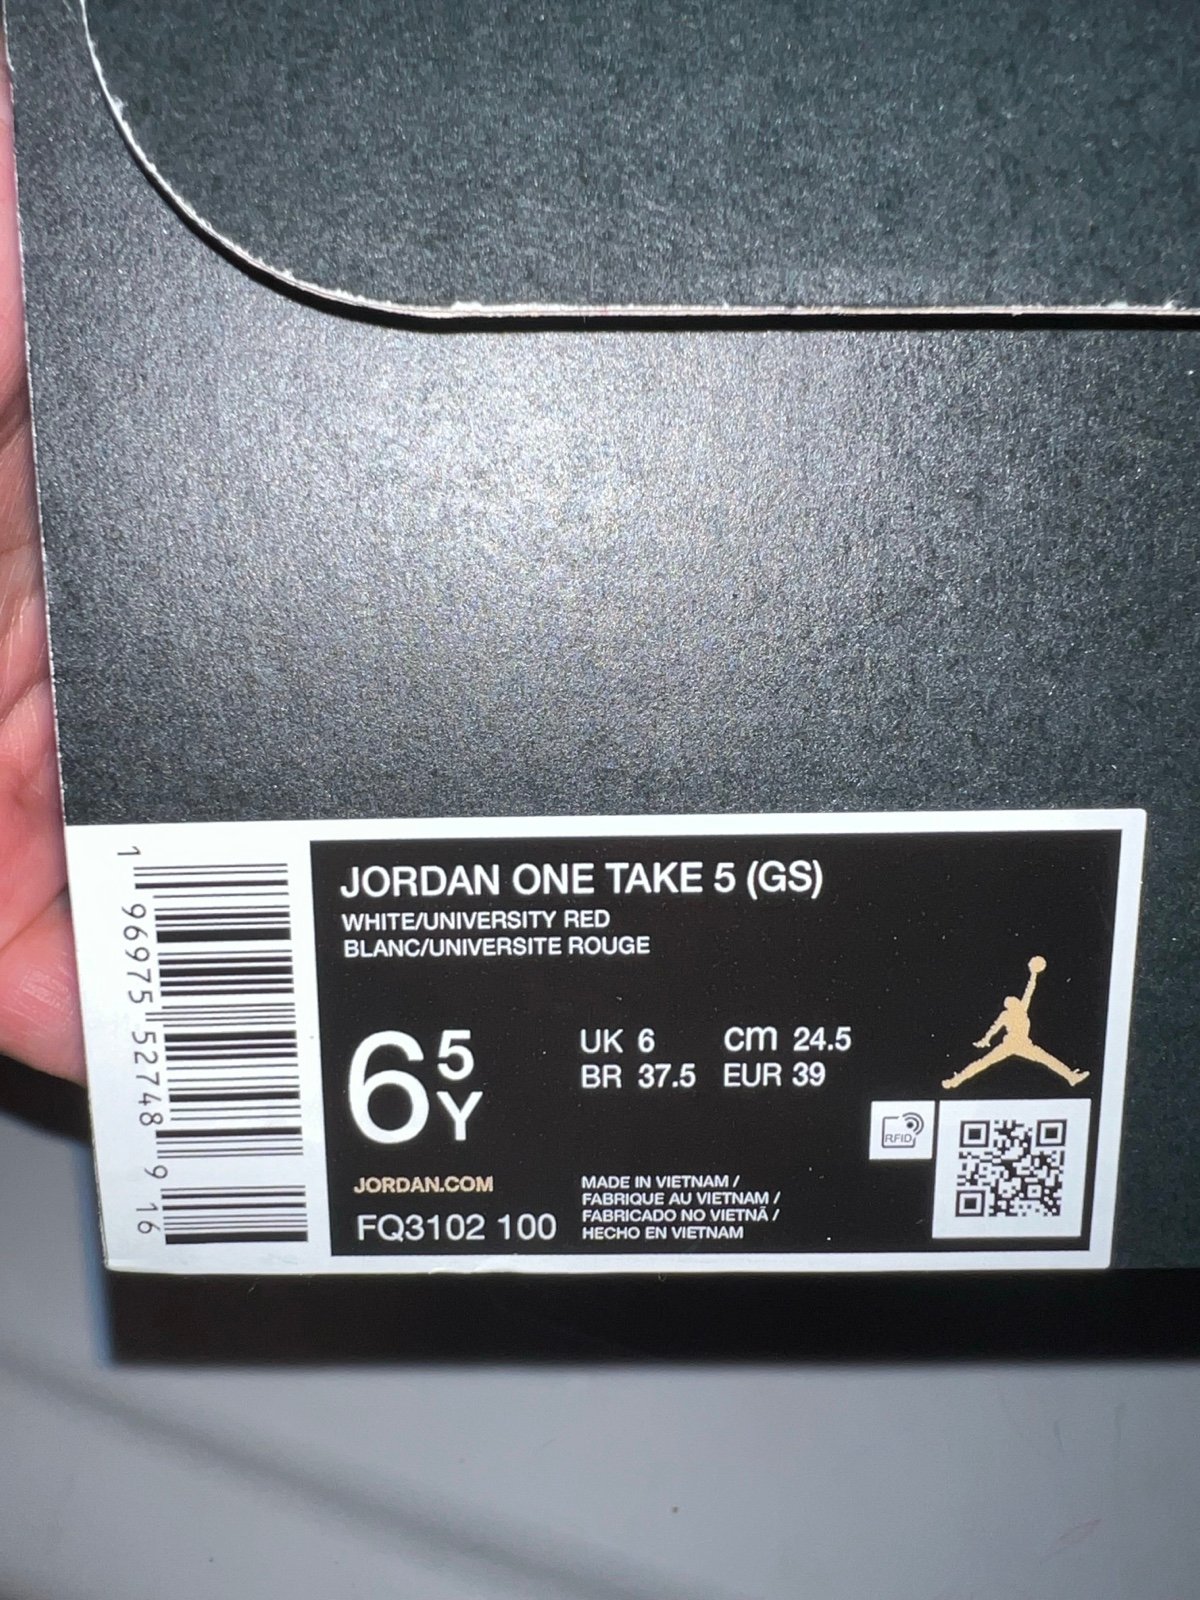 JORDAN ONE TAKE 5 (GS)
WHITE/UNIVERSITY RED
BLANC/UNIVERSITE ROUGE
6 5 Y
UK 6 cm 24.5
BR 37.5 EUR 39
RFID
JORDAN.COM
FQ3102 100
MADE IN VIETNAM /
FABRIQUE AU VIETNAM /
FABRICADO NO VIETNÃ /
HECHO EN VIETNAM
1 96975 52748 9 16